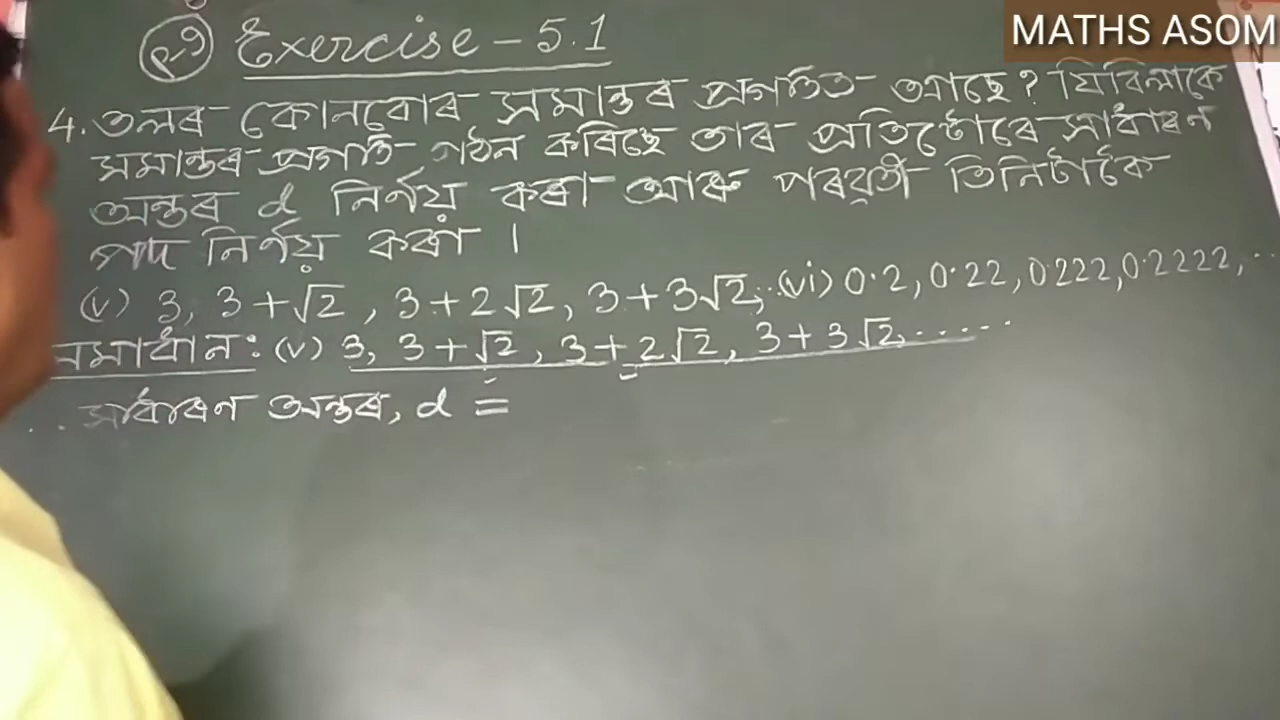 MATHS ASOM
P-9 Exercise - 5.1
4. তলৰ কোনবোৰ সমান্তৰ প্ৰগতিত আছে? যিবিলাকে
সমান্তৰ প্ৰগতি গঠন কৰিছে তাৰ প্ৰতিটোৰে সাধাৰণ
অন্তৰ d নিৰ্ণয় কৰা আৰু পৰৱৰ্তী তিনিটাকৈ
পদ নিৰ্ণয় কৰা ।
(v) 3, 3+√2, 3+2√2, 3+3√2,... (vi) 0.2, 0.22, 0.222, 0.2222,...
সমাধান: (v) 3, 3+√2, 3+2√2, 3+3√2,......
সাধাৰণ অন্তৰ, d =